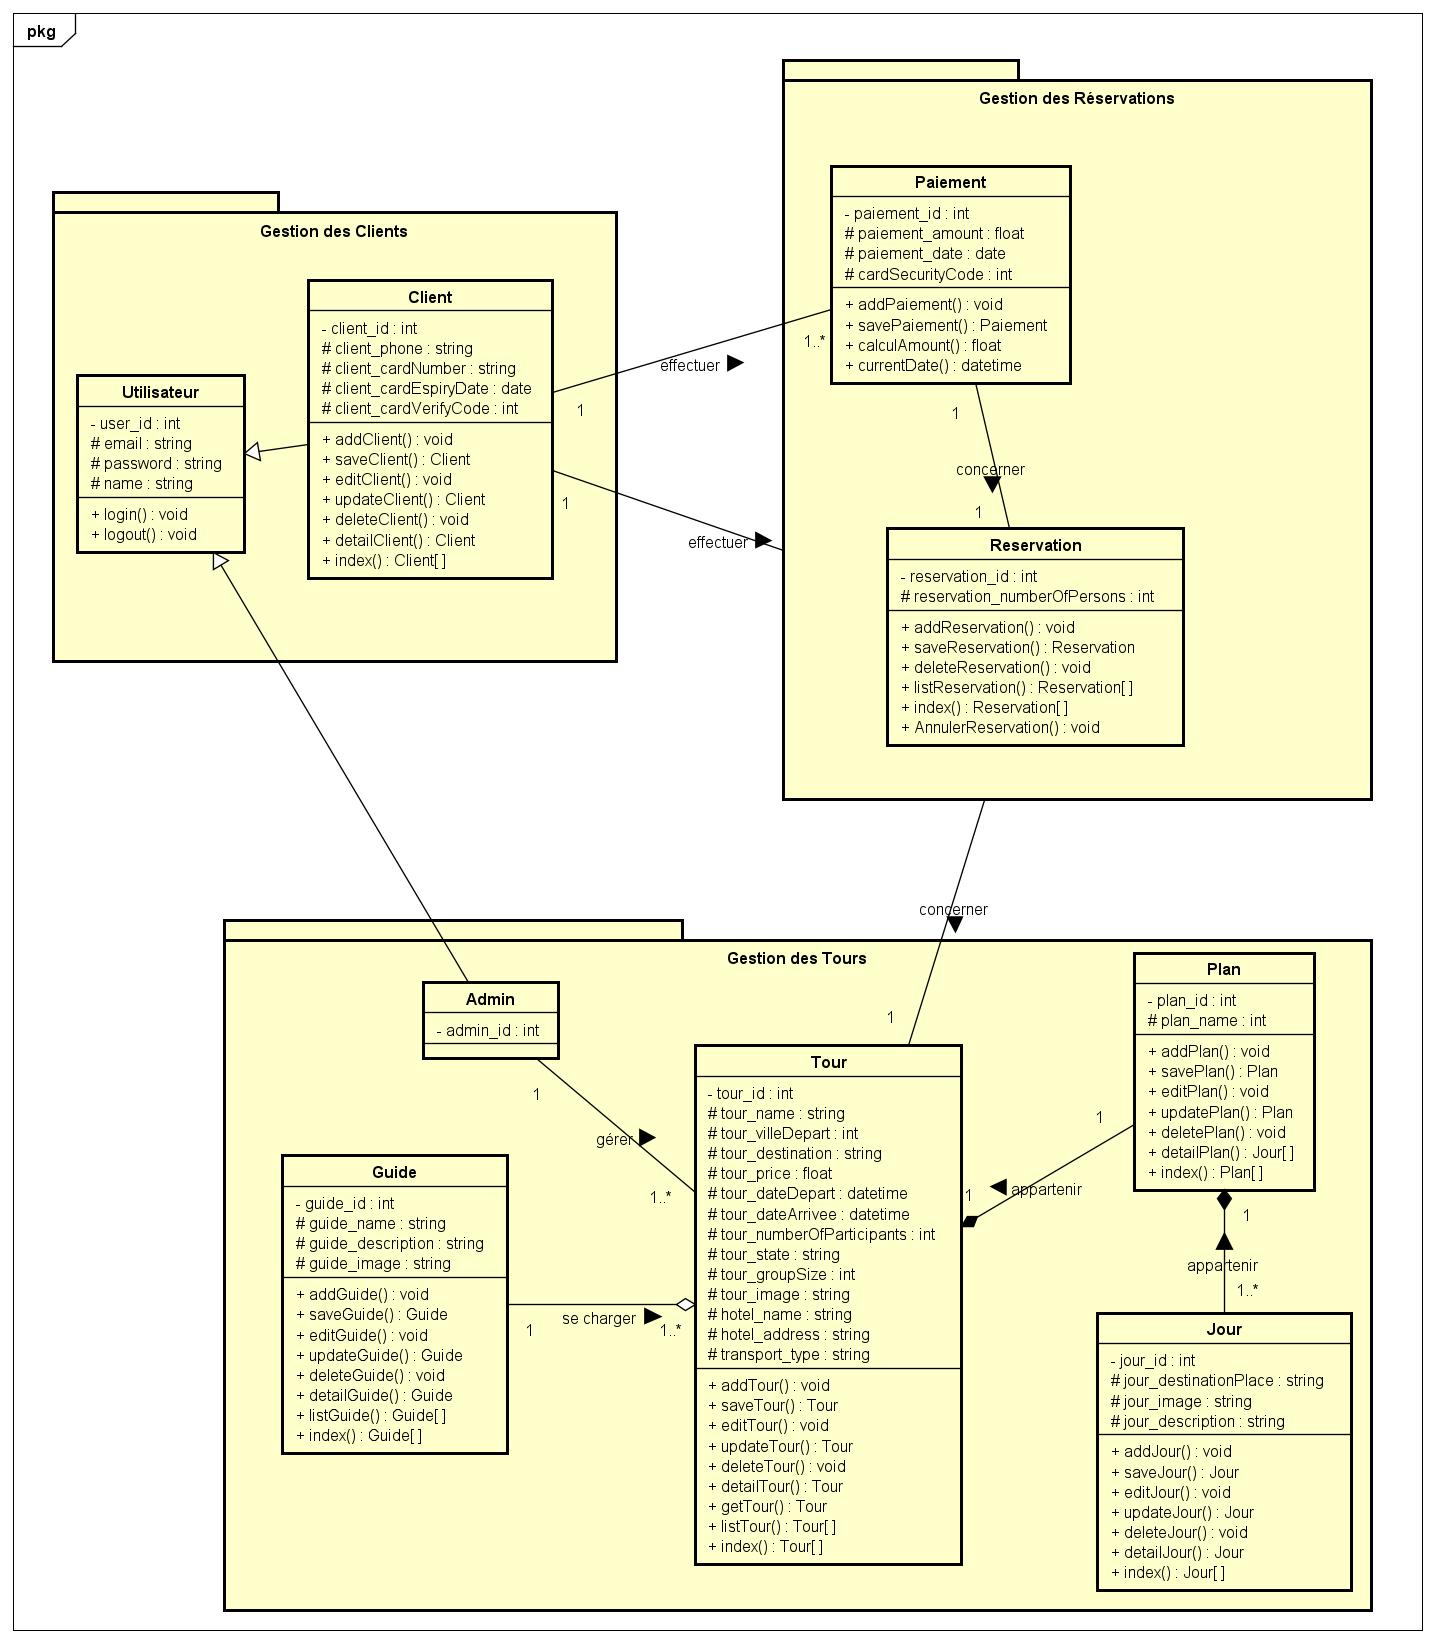 pkg
Gestion des Réservations
Paiement
- paiement_id : int
# paiement_amount : float
# paiement_date : date
# cardSecurityCode : int
+ addPaiement() : void
+ savePaiement() : Paiement
+ calculAmount() : float
+ currentDate() : datetime
Gestion des Clients
Client
- client_id : int
# client_phone : string
# client_cardNumber : string
# client_cardEspiryDate : date
# client_cardVerifyCode : int
+ addClient() : void
+ saveClient() : Client
+ editClient() : void
+ updateClient() : Client
+ deleteClient() : void
+ detailClient() : Client
+ index() : Client[ ]
Utilisateur
- user_id : int
# email : string
# password : string
# name : string
+ login() : void
+ logout() : void
1..*
effectuer
1
1
effectuer
1
concerner
1
Reservation
- reservation_id : int
# reservation_numberOfPersons : int
+ addReservation() : void
+ saveReservation() : Reservation
+ deleteReservation() : void
+ listReservation() : Reservation[ ]
+ index() : Reservation[ ]
+ AnnulerReservation() : void
concerner
1
Gestion des Tours
Admin
- admin_id : int
1
gérer
1..*
Guide
- guide_id : int
# guide_name : string
# guide_description : string
# guide_image : string
+ addGuide() : void
+ saveGuide() : Guide
+ editGuide() : void
+ updateGuide() : Guide
+ deleteGuide() : void
+ detailGuide() : Guide
+ listGuide() : Guide[ ]
+ index() : Guide[ ]
1
se charger
1..*
Tour
- tour_id : int
# tour_name : string
# tour_villeDepart : int
# tour_destination : string
# tour_price : float
# tour_dateDepart : datetime
# tour_dateArrivee : datetime
# tour_numberOfParticipants : int
# tour_state : string
# tour_groupSize : int
# tour_image : string
# hotel_name : string
# hotel_address : string
# transport_type : string
+ addTour() : void
+ saveTour() : Tour
+ editTour() : void
+ updateTour() : Tour
+ deleteTour() : void
+ detailTour() : Tour
+ getTour() : Tour
+ listTour() : Tour[ ]
+ index() : Tour[ ]
1
appartenir
1
Plan
- plan_id : int
# plan_name : int
+ addPlan() : void
+ savePlan() : Plan
+ editPlan() : void
+ updatePlan() : Plan
+ deletePlan() : void
+ detailPlan() : Jour[ ]
+ index() : Plan[ ]
1
appartenir
1..*
Jour
- jour_id : int
# jour_destinationPlace : string
# jour_image : string
# jour_description : string
+ addJour() : void
+ saveJour() : Jour
+ editJour() : void
+ updateJour() : Jour
+ deleteJour() : void
+ detailJour() : Jour
+ index() : Jour[ ]